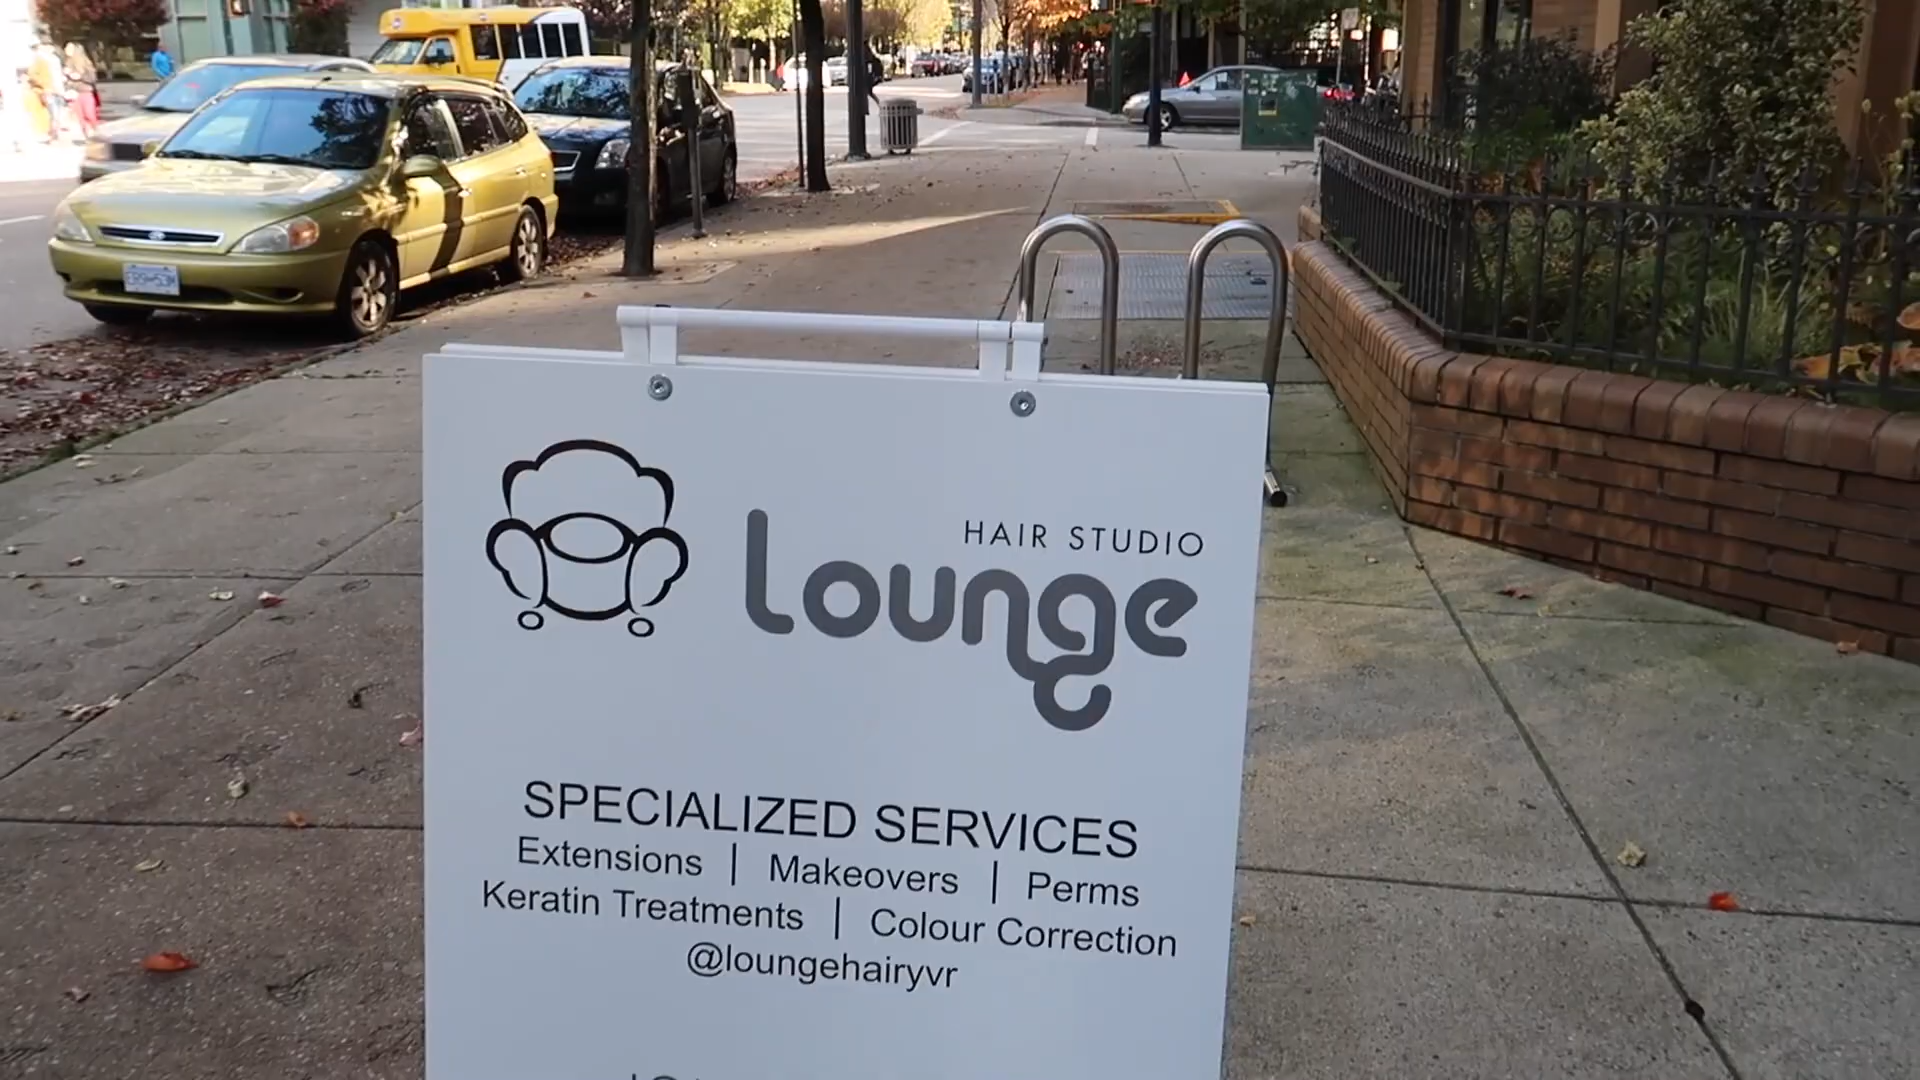 HAIR STUDIO
Lounge
SPECIALIZED SERVICES
Extensions | Makeovers | Perms
Keratin Treatments | Colour Correction
@loungehairyvr